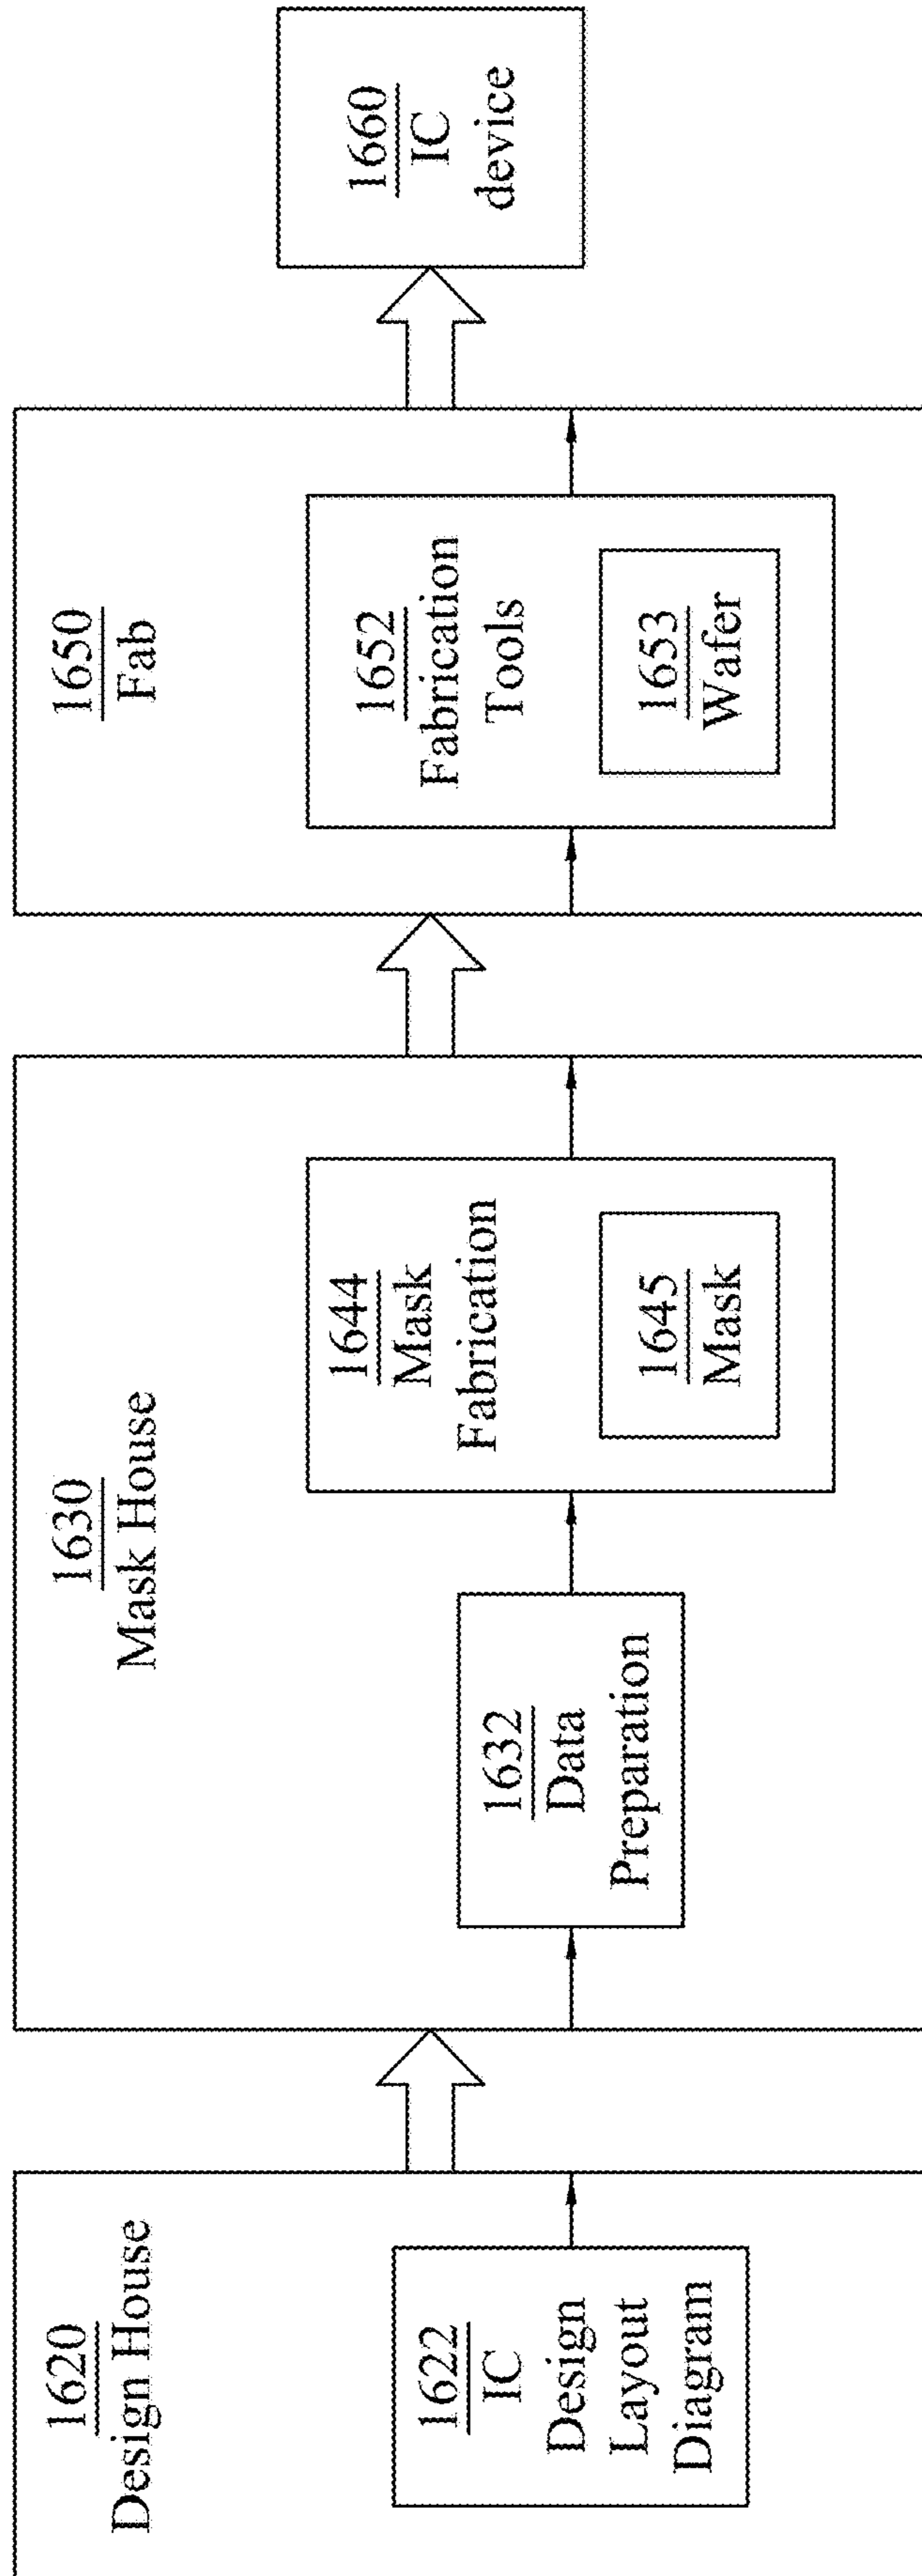 1620
Design House
1622
IC
Design
Layout
Diagram
1630
Mask House
1632
Data
Preparation
1644
Mask
Fabrication
1645
Mask
1650
Fab
1652
Fabrication
Tools
1653
Wafer
1660
IC
device